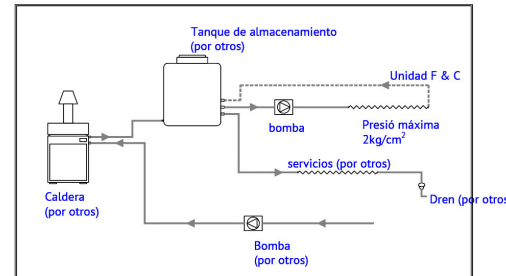 Tanque de almacenamiento
(por otros)
Unidad F & C
bomba
Presió máxima
2kg/cm²
servicios (por otros)
Caldera
(por otros)
Dren (por otros
Bomba
(por otros)